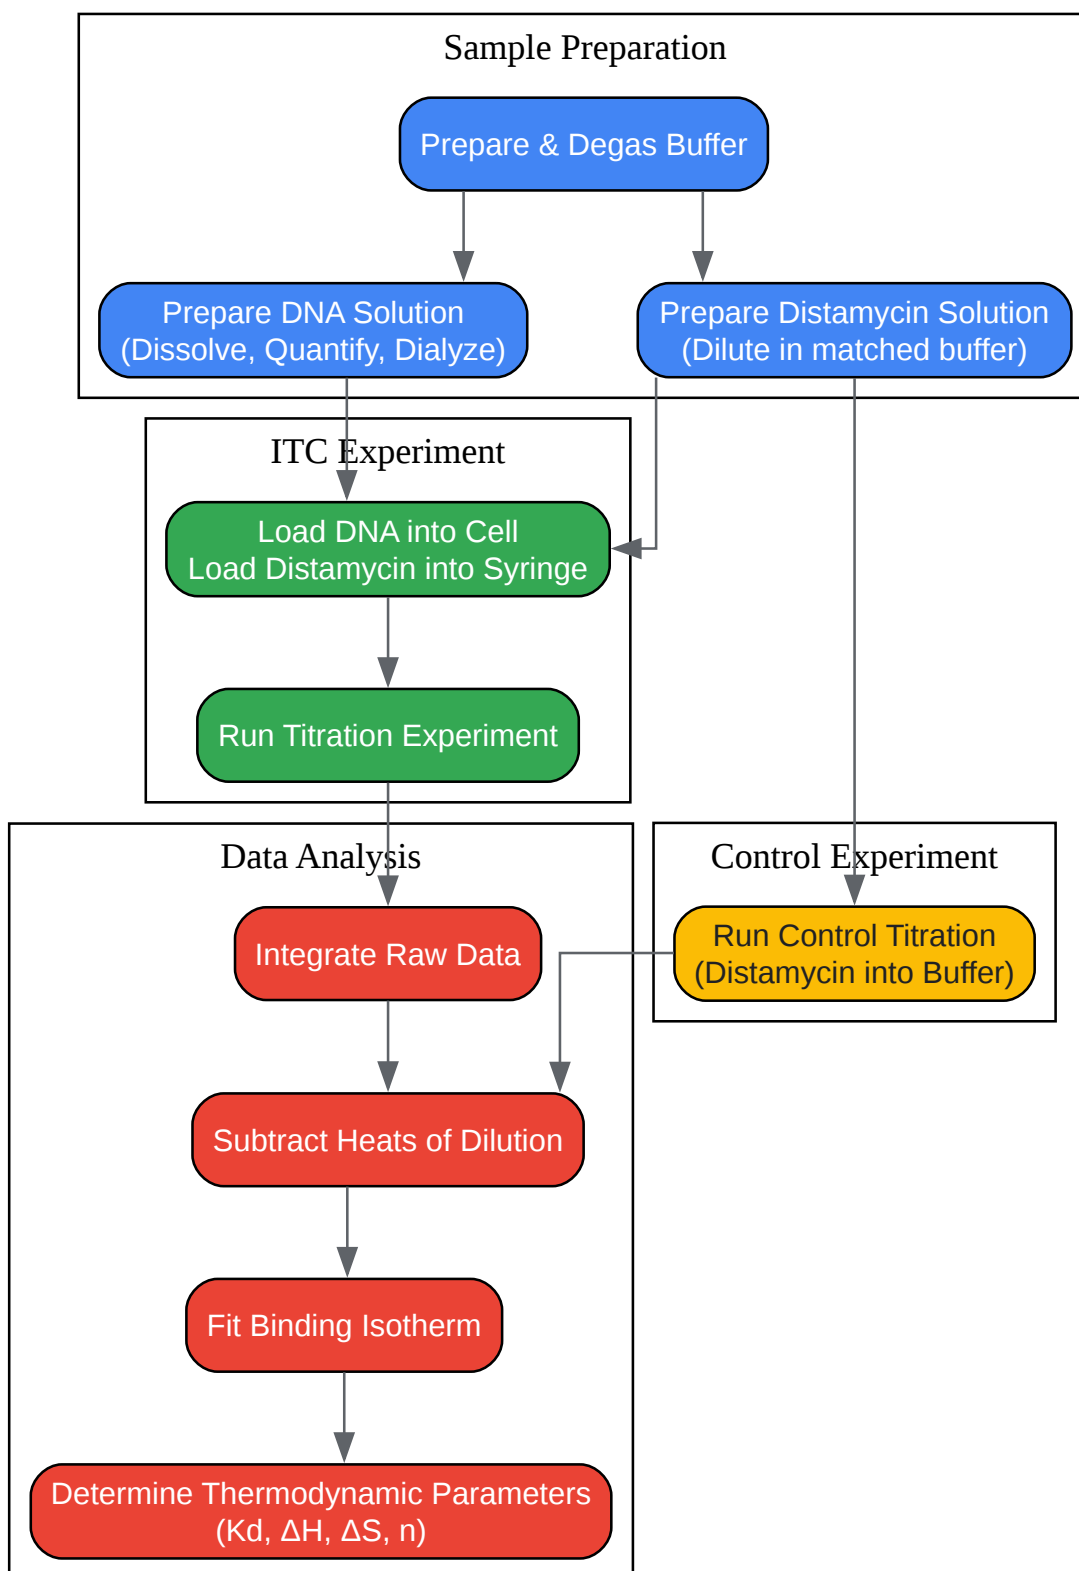 Sample Preparation
Prepare & Degas Buffer
Prepare DNA Solution
(Dissolve, Quantify, Dialyze)
Prepare Distamycin Solution
(Dilute in matched buffer)
ITC Experiment
Load DNA into Cell
Load Distamycin into Syringe
Run Titration Experiment
Data Analysis
Control Experiment
Integrate Raw Data
Run Control Titration
(Distamycin into Buffer)
Subtract Heats of Dilution
Fit Binding Isotherm
Determine Thermodynamic Parameters
(Kd, ΔH, ΔS, n)